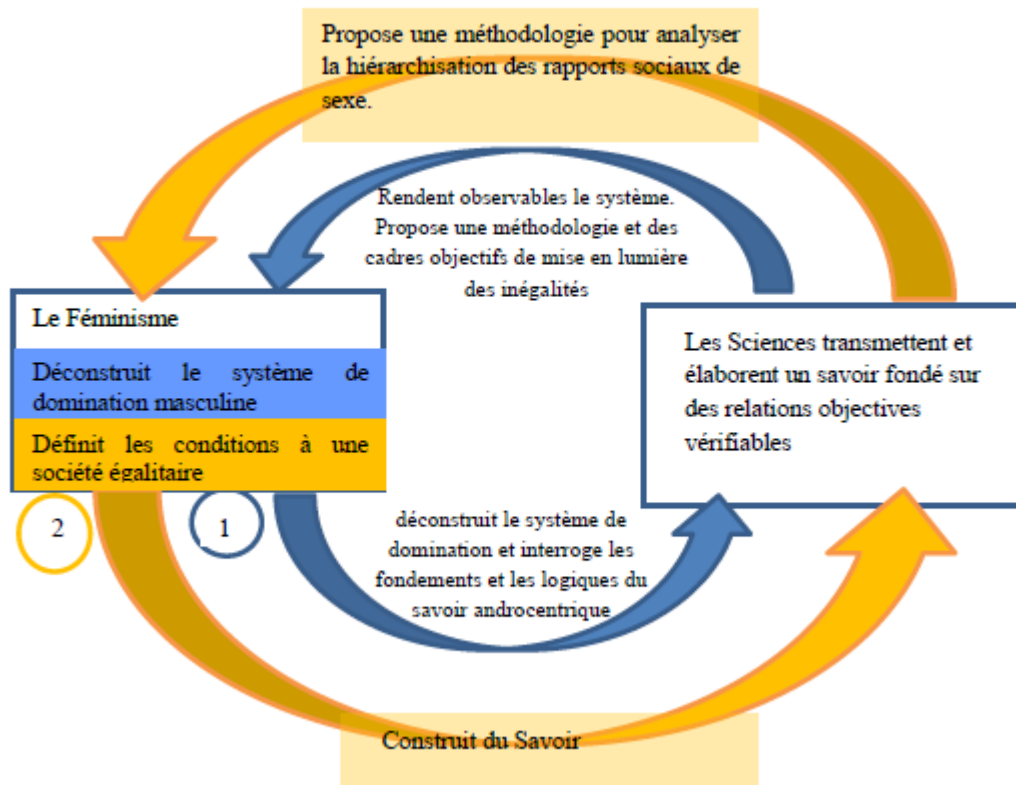 Propose une méthodologie pour analyser
la hiérarchisation des rapports sociaux de
sexe.
Rendent observables le système.
Propose une méthodologie et des
cadres objectifs de mise en lumière
des inégalités
Le Féminisme
Déconstruit le système de
domination masculine
Définit les conditions à une
société égalitaire
Les Sciences transmettent et
élaborent un savoir fondé sur
des relations objectives
vérifiables
2
1
déconstruit le système de
domination et interroge les
fondements et les logiques du
savoir androcentrique
Construit du Savoir